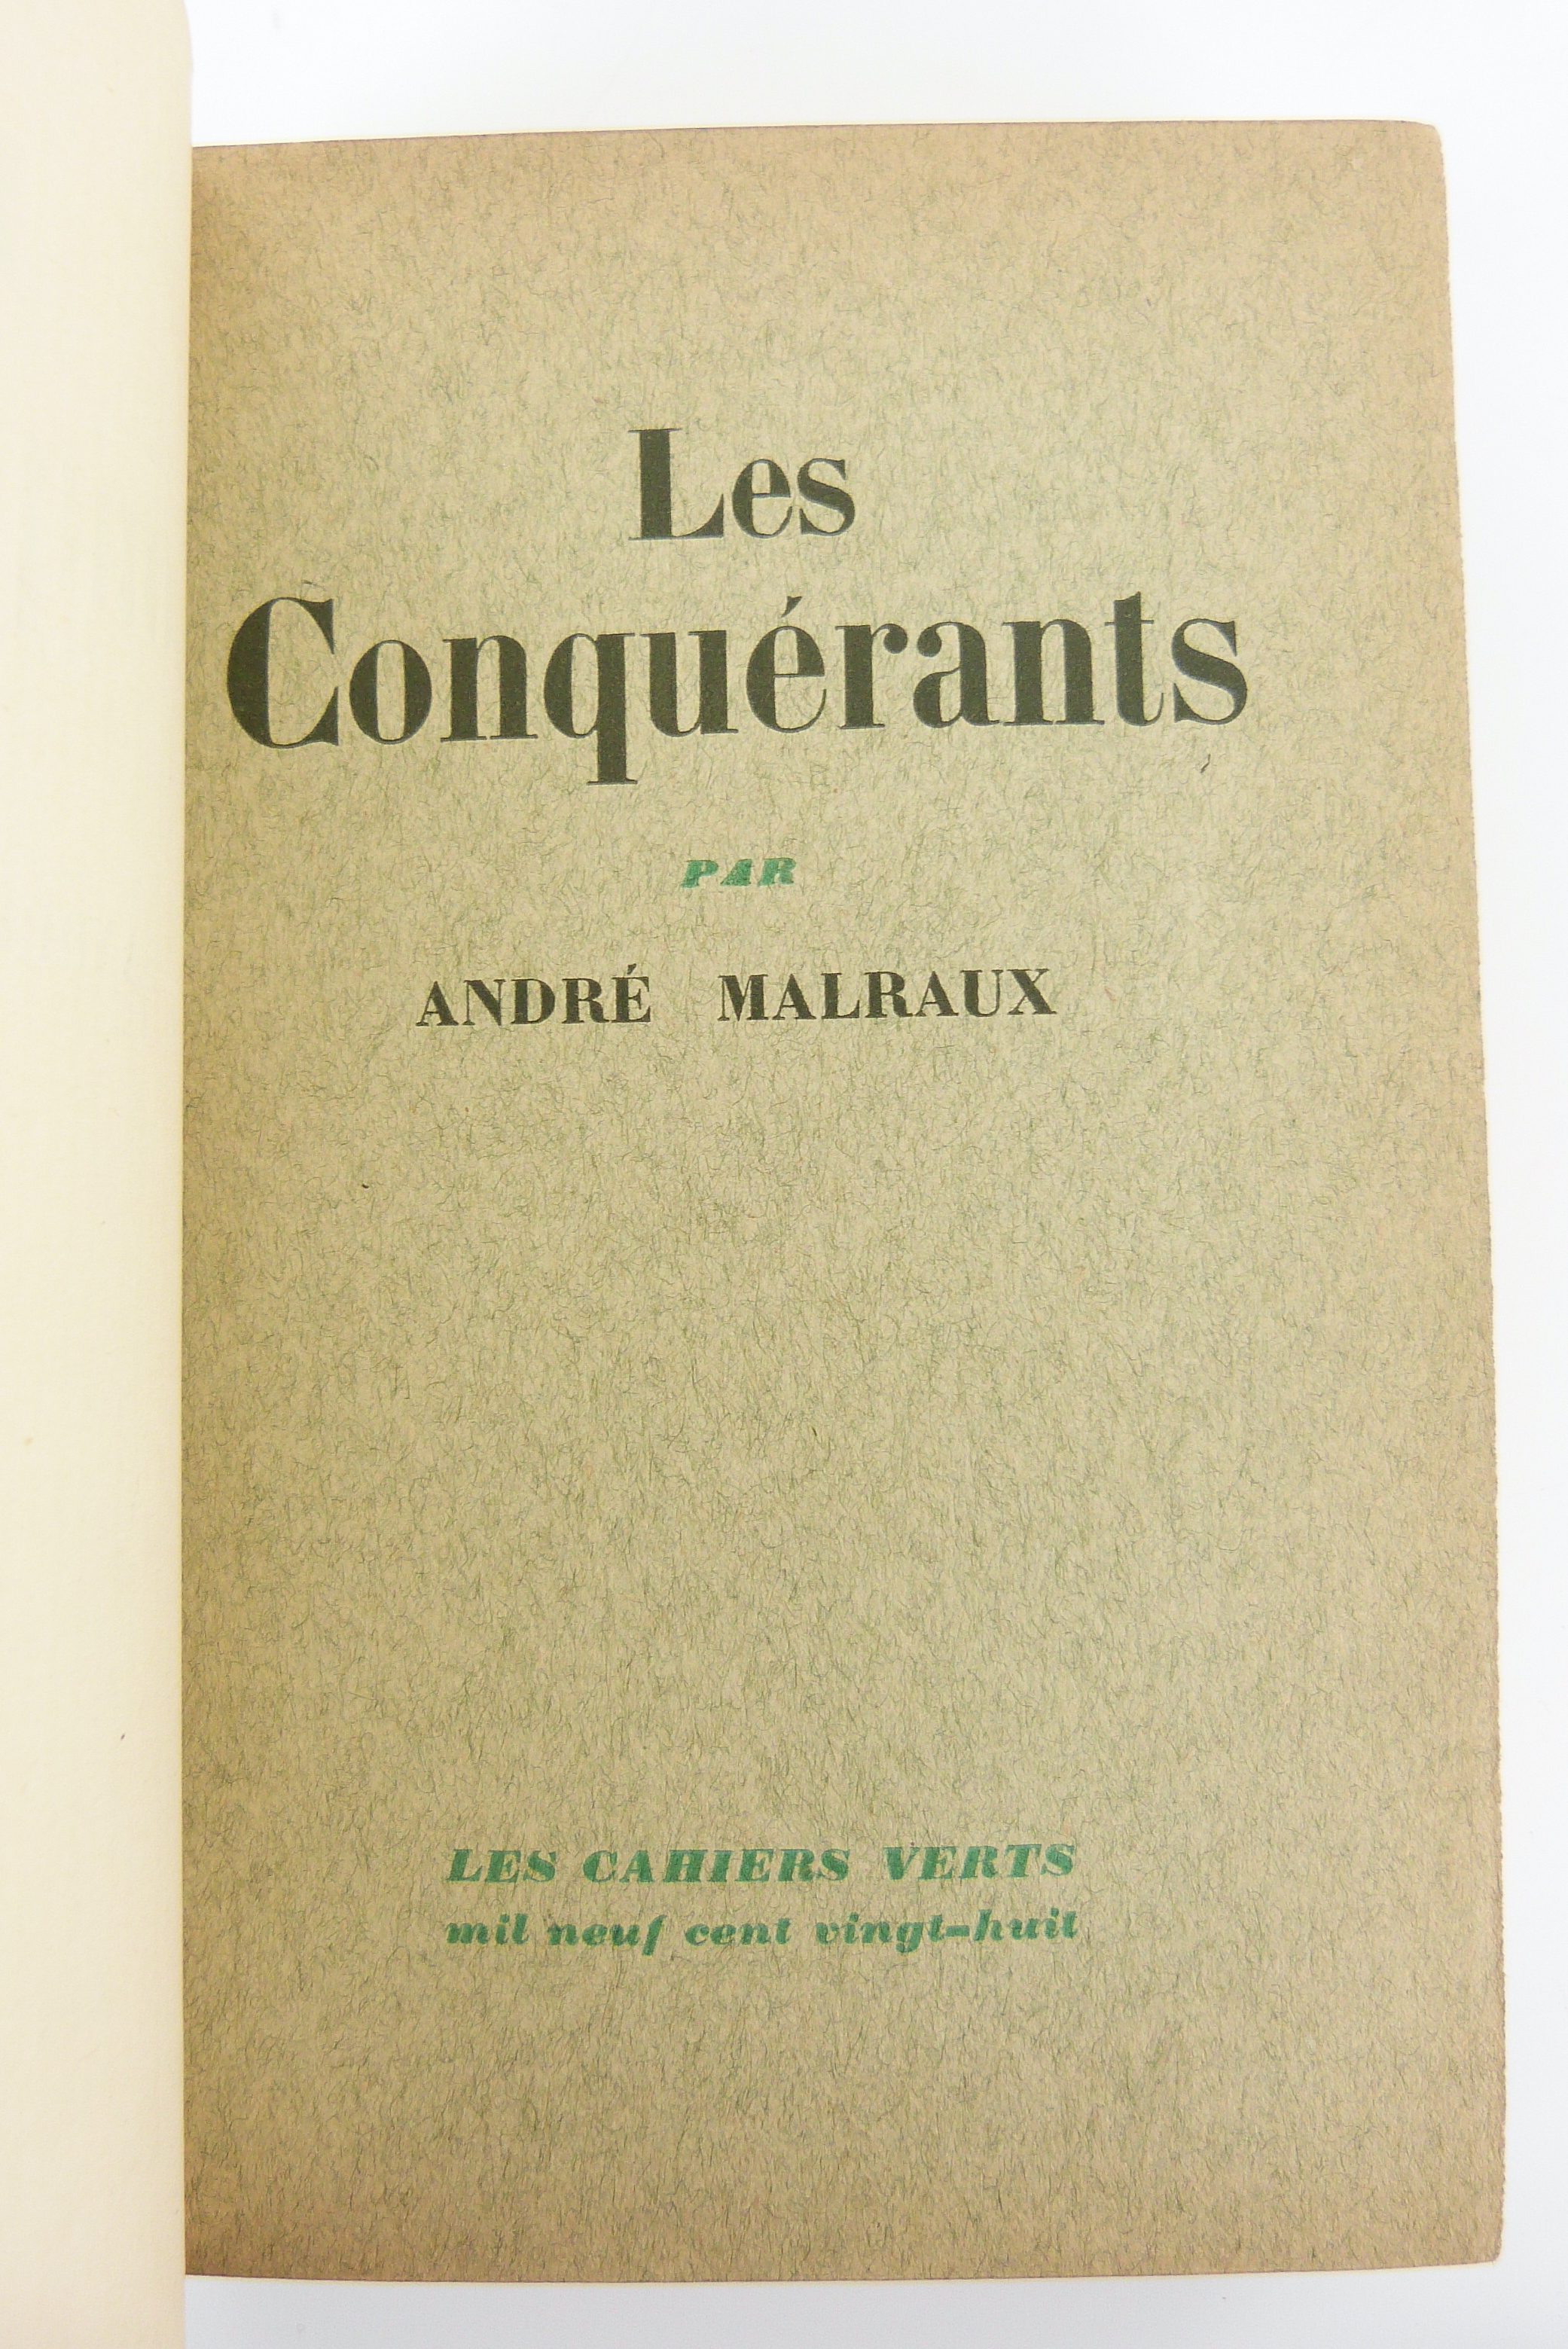 Les
Conquérants
PAR
ANDRÉ MALRAUX
LES CAHIERS VERTS
mil neuf cent vingt-huit